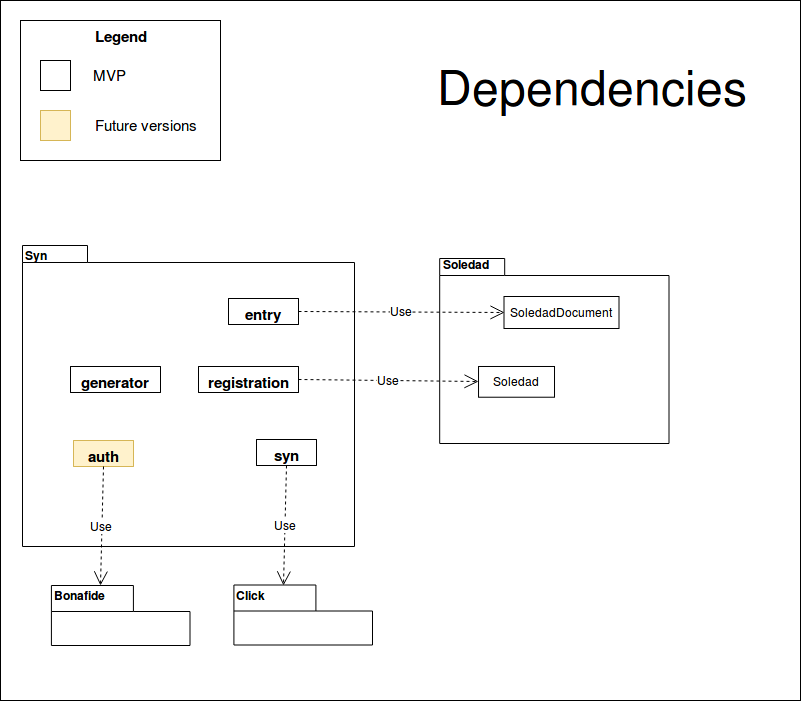 Legend
MVP
Future versions
Dependencies
Syn
Soledad
entry
Use
SoledadDocument
generator
registration
Use
Soledad
auth
syn
Use
Use
Bonafide
Click